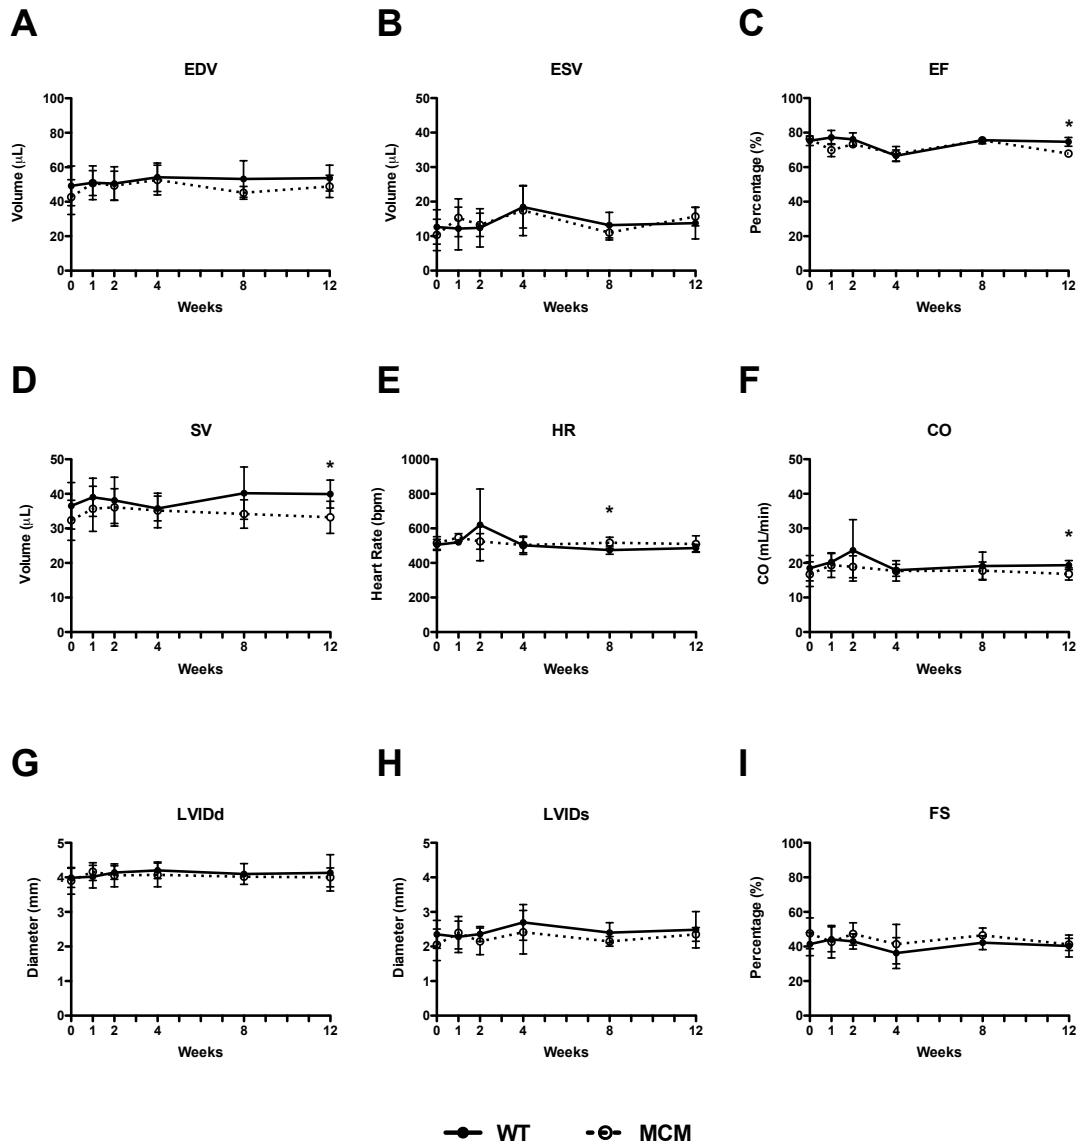 A
B
C
EDV
ESV
EF
Volume (μL)
100
80
60
40
20
0
0 1 2 4 8 12
Weeks
Volume (μL)
50
40
30
20
10
0
0 1 2 4 8 12
Weeks
Percentage (%)
100
80
60
40
20
0
*
0 1 2 4 8 12
Weeks
D
E
F
SV
HR
CO
Volume (μL)
50
40
30
20
10
0
*
0 1 2 4 8 12
Weeks
Heart Rate (bpm)
1000
800
600
400
200
0
*
0 1 2 4 8 12
Weeks
CO (mL/min)
50
40
30
20
10
0
*
0 1 2 4 8 12
Weeks
G
H
I
LVIDd
LVIDs
FS
Diameter (mm)
5
4
3
2
1
0
0 1 2 4 8 12
Weeks
Diameter (mm)
5
4
3
2
1
0
0 1 2 4 8 12
Weeks
Percentage (%)
100
80
60
40
20
0
0 1 2 4 8 12
Weeks
WT MCM